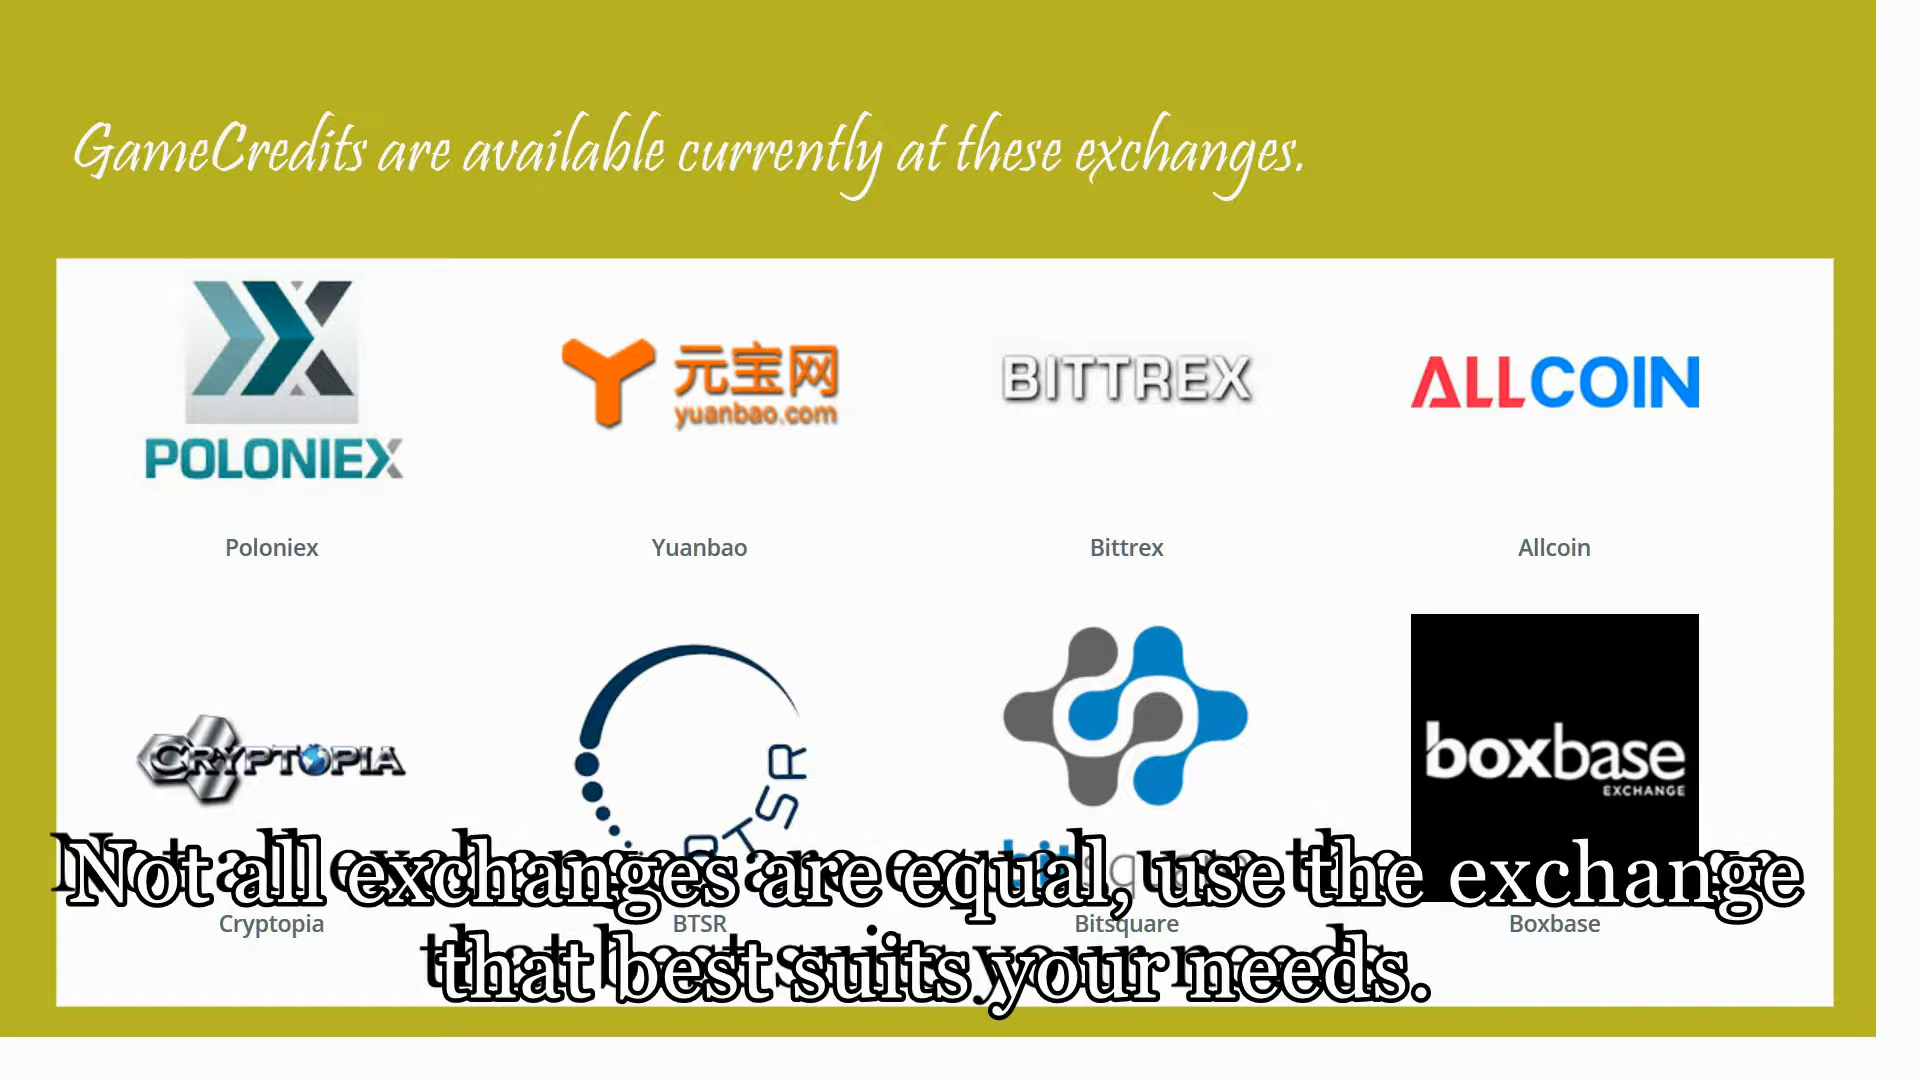 GameCredits are available currently at these exchanges.
POLONIEX
元宝网
yuanbao.com
BITTREX
ALLCOIN
Poloniex
Yuanbao
Bittrex
Allcoin
CRYPTOPIA
BTSR
bitsquare
boxbase
EXCHANGE
Not all exchanges are equal, use the exchange
Cryptopia
BTSR
Bitsquare
Boxbase
that best suits your needs.